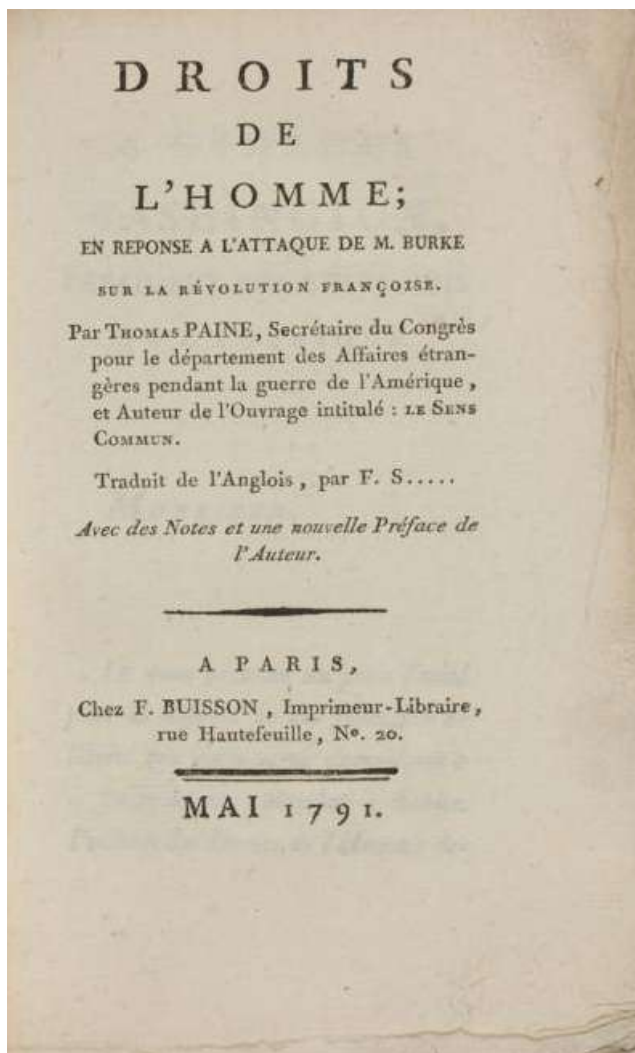 DROITS
DE
L'HOMME;
EN REPONSE A L'ATTAQUE DE M. BURKE
SUR LA RÉVOLUTION FRANÇOISE.
Par THOMAS PAINE, Secrétaire du Congrès
pour le département des Affaires étran-
gères pendant la guerre de l'Amérique,
et Auteur de l'Ouvrage intitulé : LE SENS
COMMUN.
Traduit de l'Anglois, par F. S.....
Avec des Notes et une nouvelle Préface de
l'Auteur.
A PARIS,
Chez F. BUISSON, Imprimeur-Libraire,
rue Hautefeuille, Nº. 20.
MAI 1791.